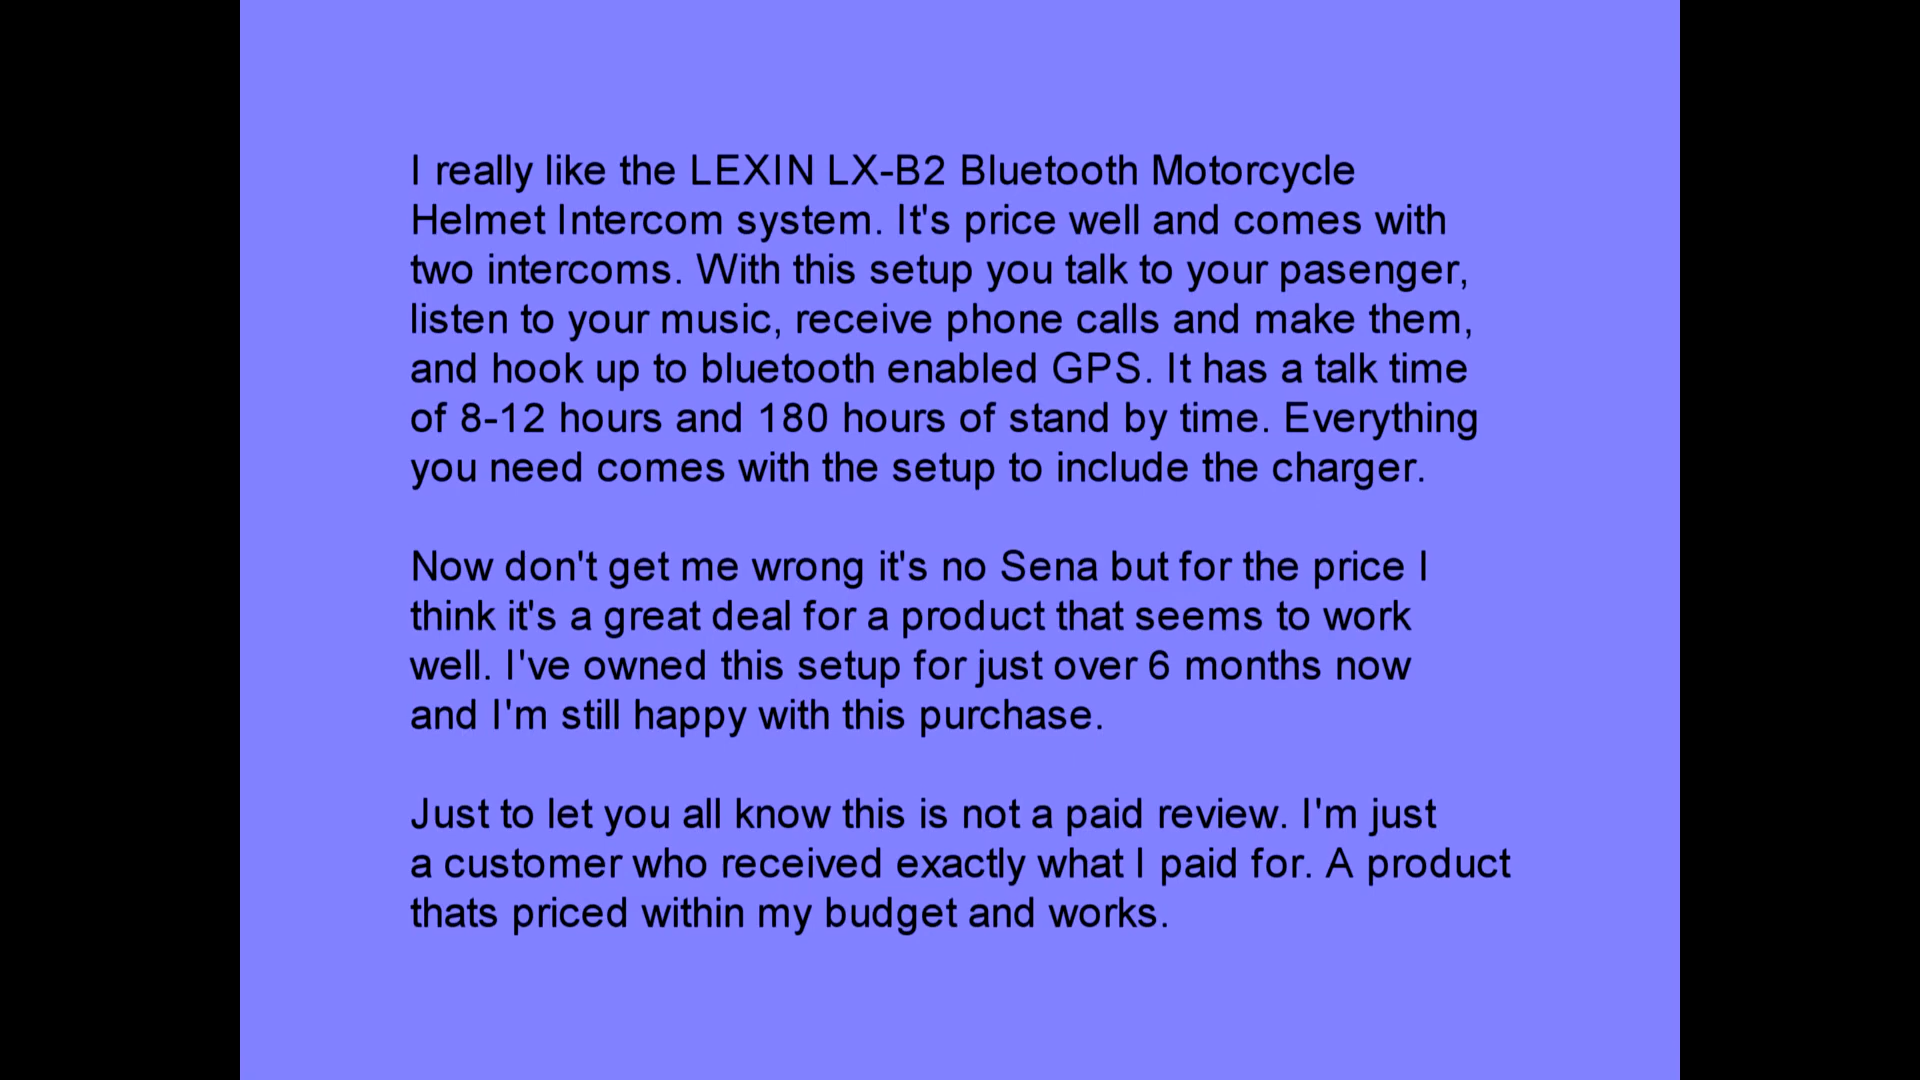 I really like the LEXIN LX-B2 Bluetooth Motorcycle
Helmet Intercom system. It's price well and comes with
two intercoms. With this setup you talk to your pasenger,
listen to your music, receive phone calls and make them,
and hook up to bluetooth enabled GPS. It has a talk time
of 8-12 hours and 180 hours of stand by time. Everything
you need comes with the setup to include the charger.
Now don't get me wrong it's no Sena but for the price I
think it's a great deal for a product that seems to work
well. I've owned this setup for just over 6 months now
and I'm still happy with this purchase.
Just to let you all know this is not a paid review. I'm just
a customer who received exactly what I paid for. A product
thats priced within my budget and works.